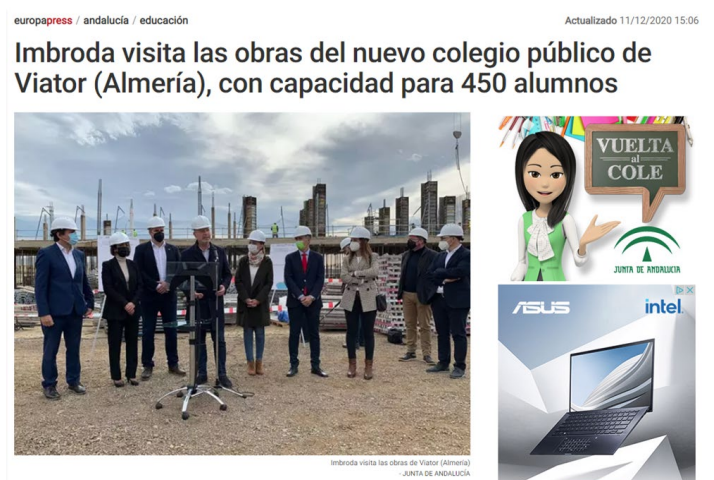 europapress / andalucía / educación
Actualizado 11/12/2020 15:06
Imbroda visita las obras del nuevo colegio público de
Viator (Almería), con capacidad para 450 alumnos
VUELTA
al
COLE
JUNTA DE ANDALUCIA
ASUS
intel.
Imbroda visita las obras de Viator (Almería)
- JUNTA DE ANDALUCÍA